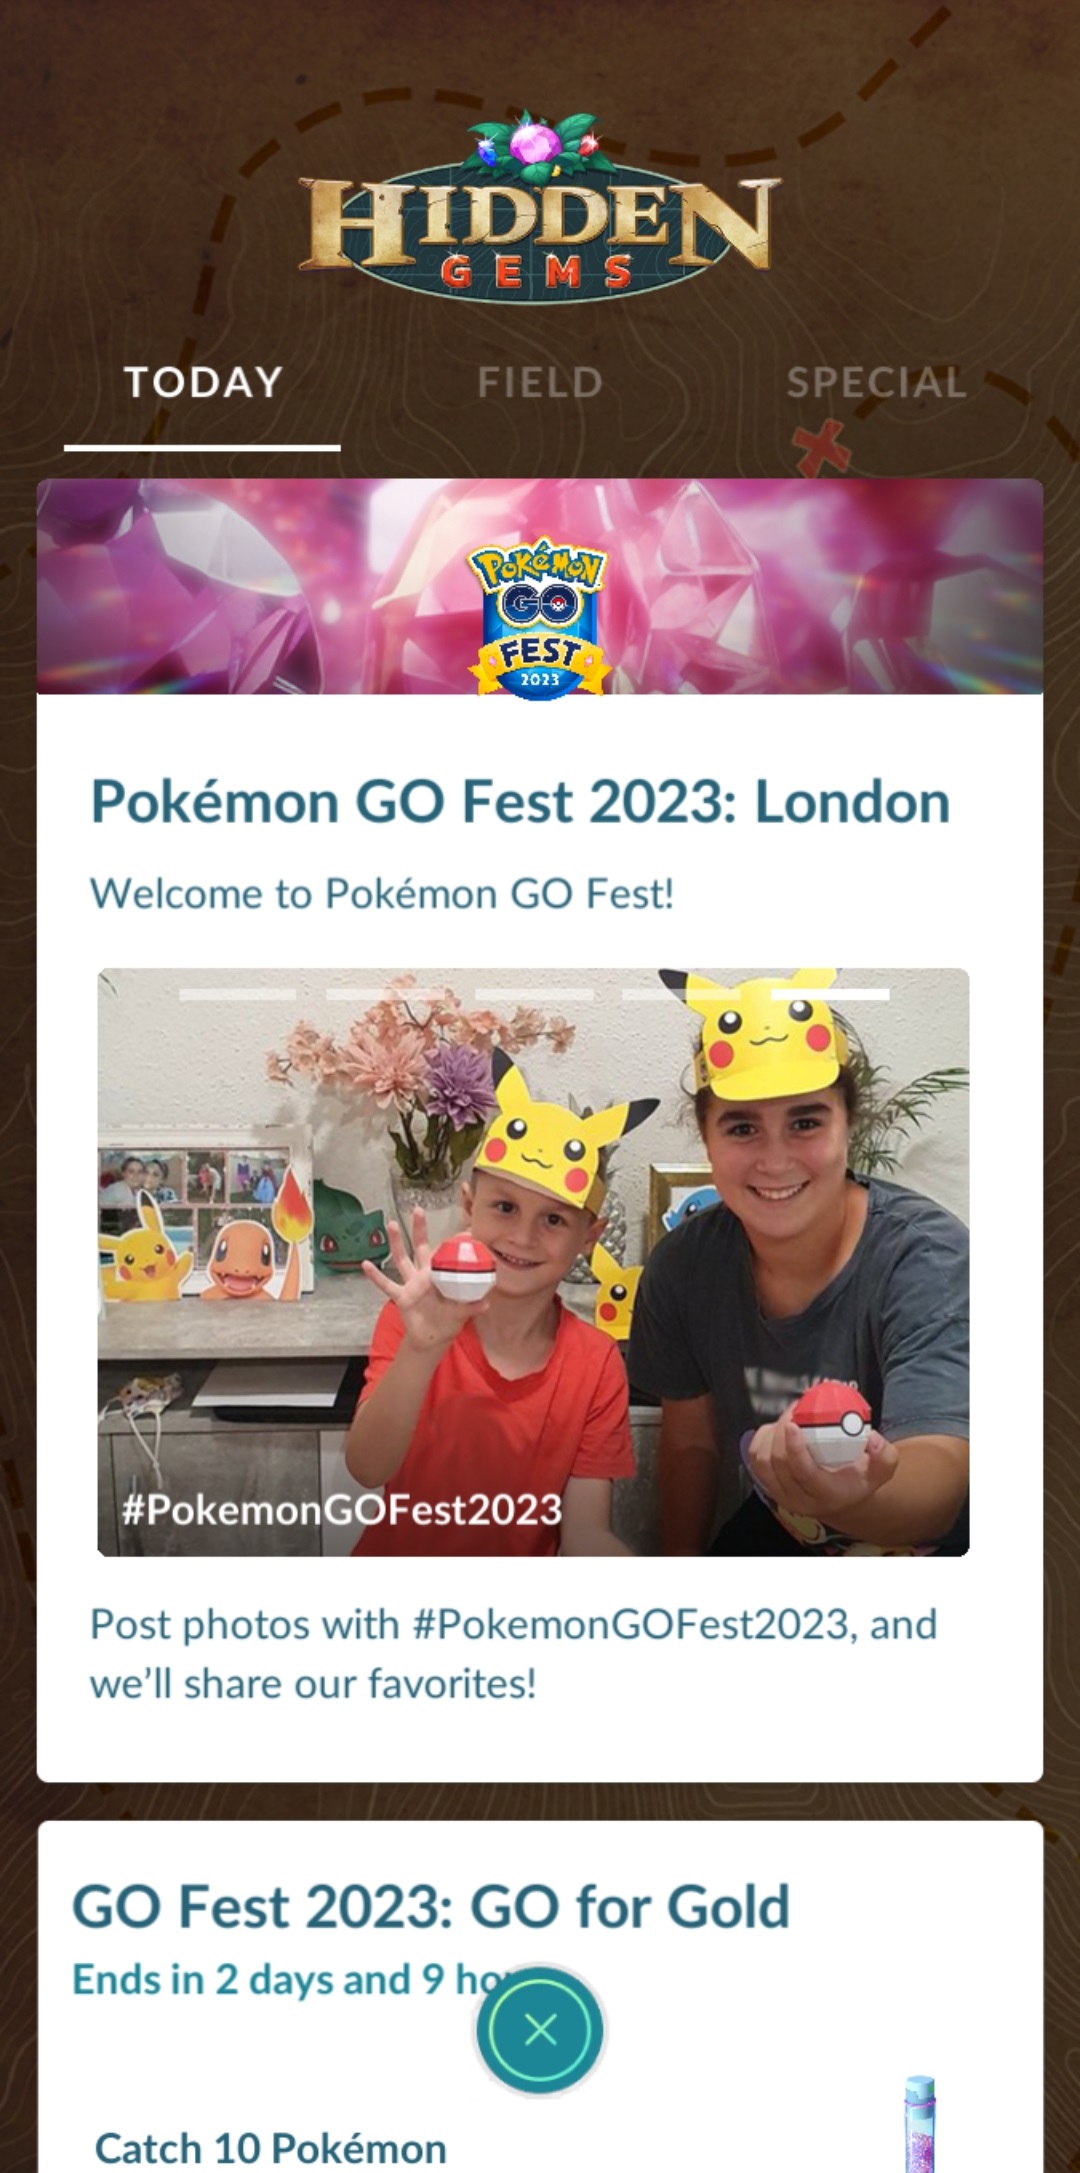 HIDDEN
GEMS
TODAY
FIELD
SPECIAL
POKéMON
GO
FEST
2023
Pokémon GO Fest 2023: London
Welcome to Pokémon GO Fest!
#PokemonGOFest2023
Post photos with #PokemonGOFest2023, and
we’ll share our favorites!
GO Fest 2023: GO for Gold
Ends in 2 days and 9
Catch 10 Pokémon